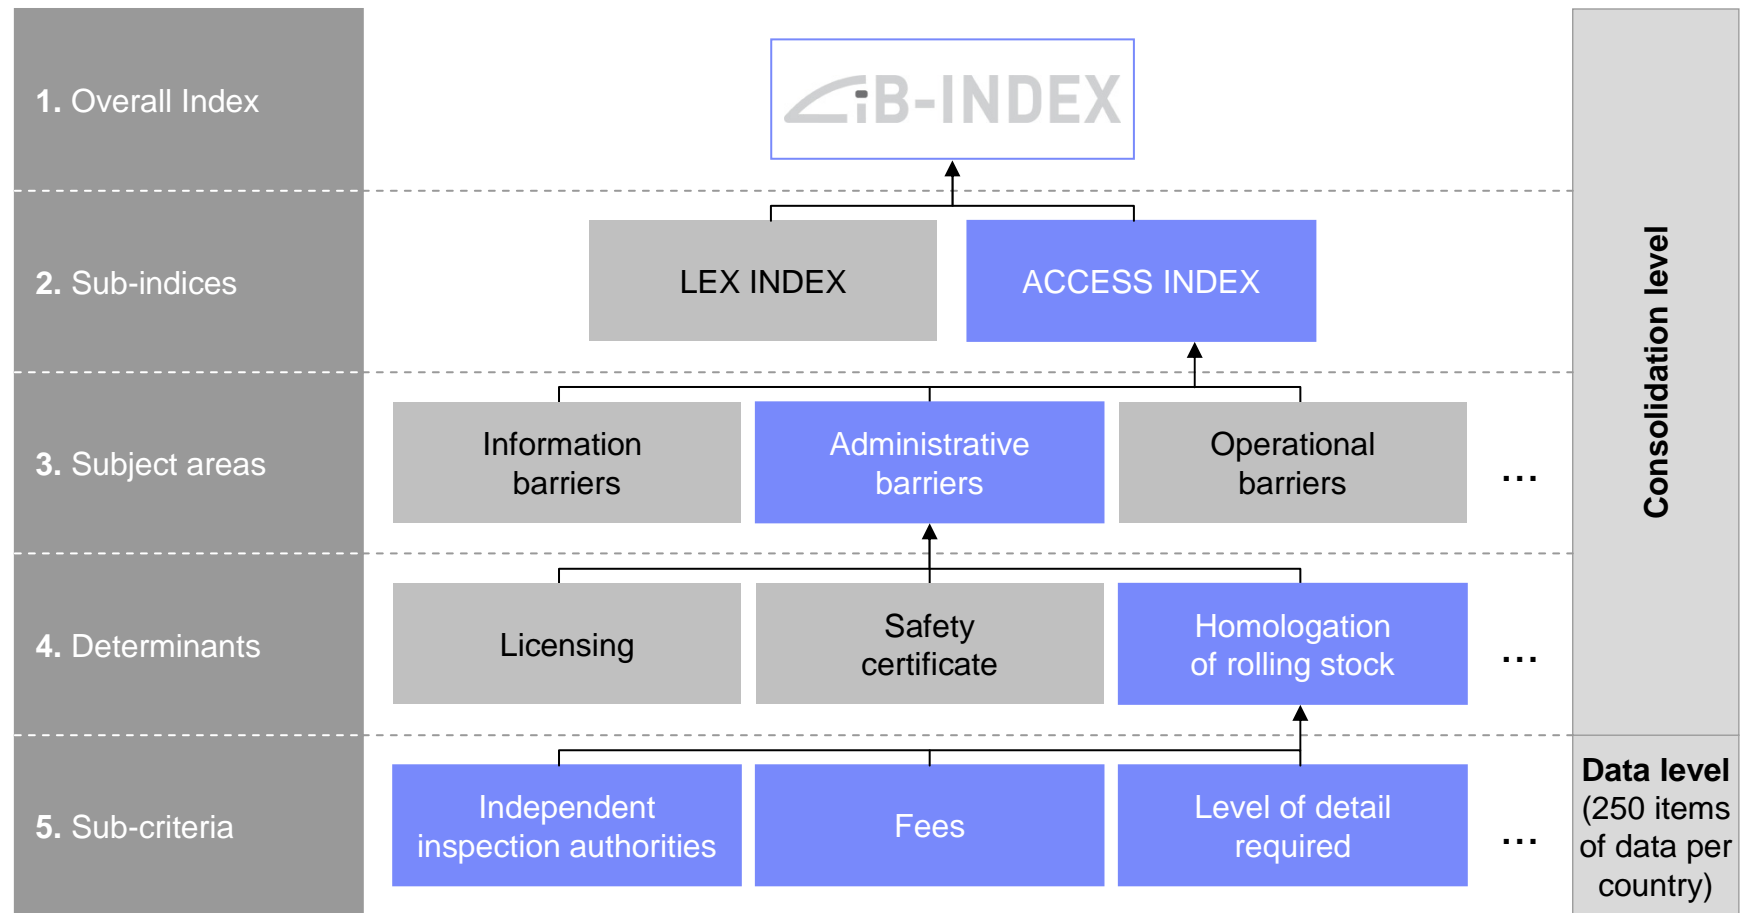 1. Overall Index
LiB-INDEX
2. Sub-indices
LEX INDEX
ACCESS INDEX
3. Subject areas
Information
barriers
Administrative
barriers
Operational
barriers
...
4. Determinants
Licensing
Safety
certificate
Homologation
of rolling stock
...
5. Sub-criteria
Independent
inspection authorities
Fees
Level of detail
required
...
Consolidation level
Data level
(250 items
of data per
country)